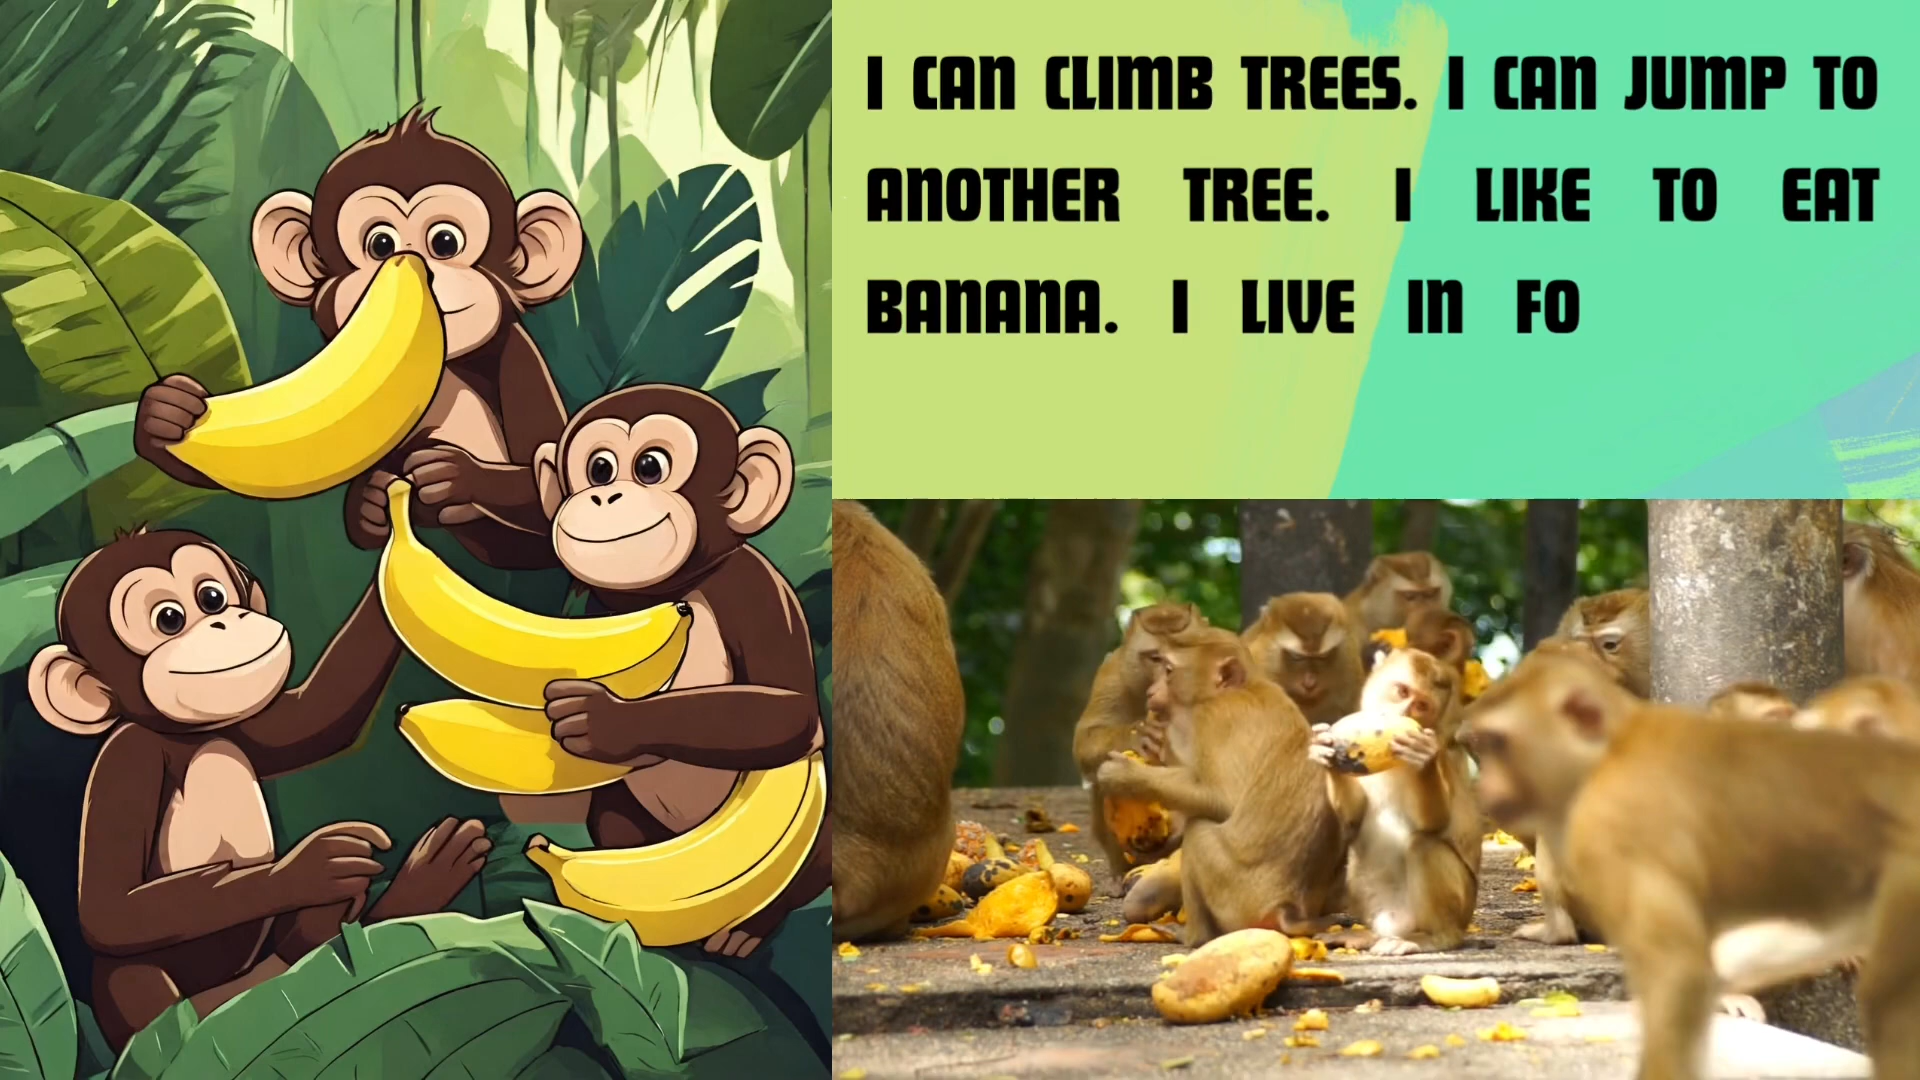 I CAN CLIMB TREES. I CAN JUMP TO
ANOTHER TREE. I LIKE TO EAT
BANANA. I LIVE IN FO